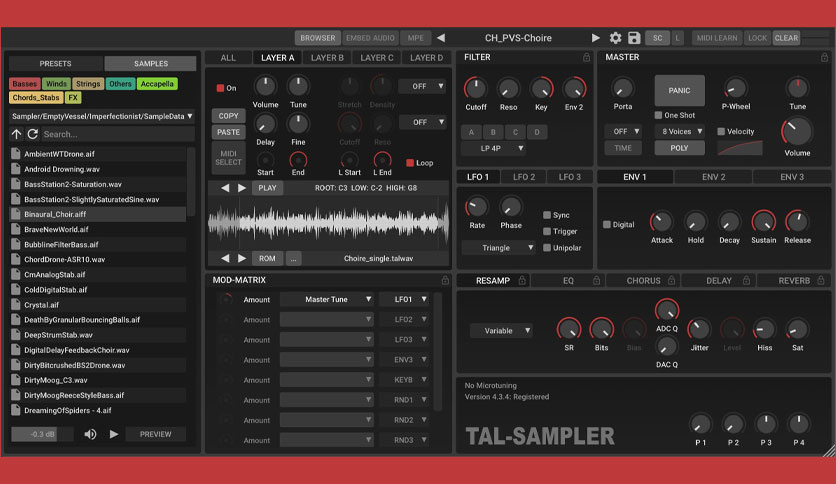 BROWSER EMBED AUDIO MPE CH_PVS-Choire SC L MIDI LEARN LOCK CLEAR
PRESETS SAMPLES
Basses Winds Strings Others Accapella
Chords_Stabs FX
Sampler/EmptyVessel/Imperfectionist/SampleData
Search...
AmbientWTDrone.aif
Android Drowning.wav
BassStation2-Saturation.wav
BassStation2-SlightlySaturatedSine.wav
Binaural_Choir.aiff
BraveNewWorld.aif
BubblineFilterBass.aif
ChordDrone-ASR10.wav
CmAnalogStab.aif
ColdDigitalStab.aif
Crystal.aif
DeathByGranularBouncingBalls.aif
DeepStrumStab.wav
DigitalDelayFeedbackChoir.wav
DirtyBitcrushedBS2Drone.wav
DirtyMoog_C3.wav
DirtyMoogReeceStyleBass.aif
DreamingOfSpiders - 4.aif
-0.3 dB PREVIEW
ALL LAYER A LAYER B LAYER C LAYER D
On Volume Tune Stretch Density OFF
COPY
PASTE
MIDI
SELECT
Delay Fine Cutoff Reso OFF
Start End L Start L End Loop
PLAY ROOT: C3 LOW: C-2 HIGH: G8
ROM ... Choire_single.talwav
MOD-MATRIX
Amount Master Tune LFO1
Amount LFO2
Amount LFO3
Amount ENV3
Amount KEYB
Amount RND1
Amount RND2
Amount RND3
FILTER
Cutoff Reso Key Env 2
A B C D
LP 4P
MASTER
Porta PANIC P-Wheel Tune
One Shot
OFF 8 Voices Velocity
TIME POLY Volume
LFO 1 LFO 2 LFO 3
Rate Phase Sync
Trigger
Triangle Unipolar
ENV 1 ENV 2 ENV 3
Digital Attack Hold Decay Sustain Release
RESAMP EQ CHORUS DELAY REVERB
Variable SR Bits Bias ADC Q Jitter Level Hiss Sat
DAC Q
No Microtuning
Version 4.3.4: Registered
TAL-SAMPLER
P 1 P 2 P 3 P 4